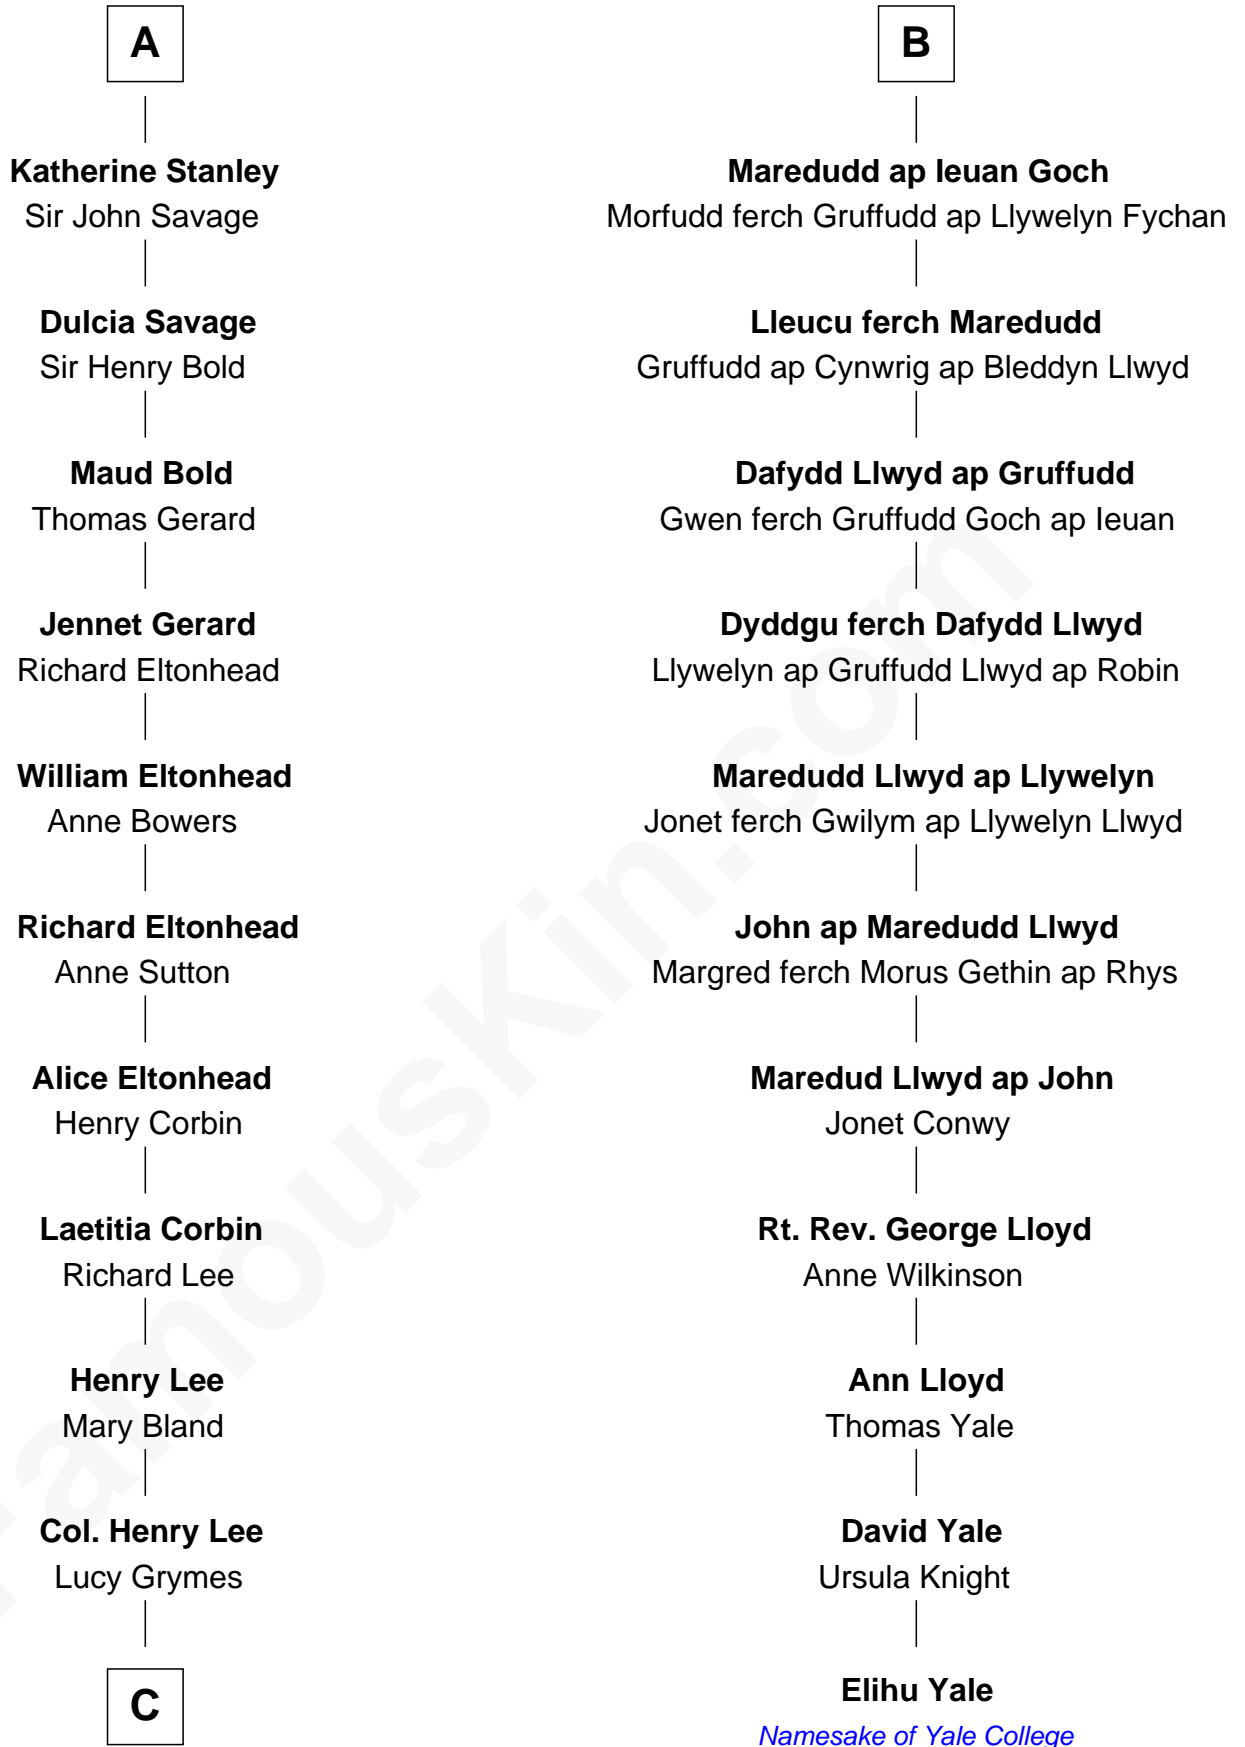 A
Katherine Stanley
Sir John Savage
Dulcia Savage
Sir Henry Bold
Maud Bold
Thomas Gerard
Jennet Gerard
Richard Eltonhead
William Eltonhead
Anne Bowers
Richard Eltonhead
Anne Sutton
Alice Eltonhead
Henry Corbin
Laetitia Corbin
Richard Lee
Henry Lee
Mary Bland
Col. Henry Lee
Lucy Grymes
C
B
Maredudd ap Ieuan Goch
Morfudd ferch Gruffudd ap Llywelyn Fychan
Lleucu ferch Maredudd
Gruffudd ap Cynwrig ap Bleddyn Llwyd
Dafydd Llwyd ap Gruffudd
Gwen ferch Gruffudd Goch ap Ieuan
Dyddgu ferch Dafydd Llwyd
Llywelyn ap Gruffudd Llwyd ap Robin
Maredudd Llwyd ap Llywelyn
Jonet ferch Gwilym ap Llywelyn Llwyd
John ap Maredudd Llwyd
Margred ferch Morus Gethin ap Rhys
Maredud Llwyd ap John
Jonet Conwy
Rt. Rev. George Lloyd
Anne Wilkinson
Ann Lloyd
Thomas Yale
David Yale
Ursula Knight
Elihu Yale
Namesake of Yale College
FamousKin.com